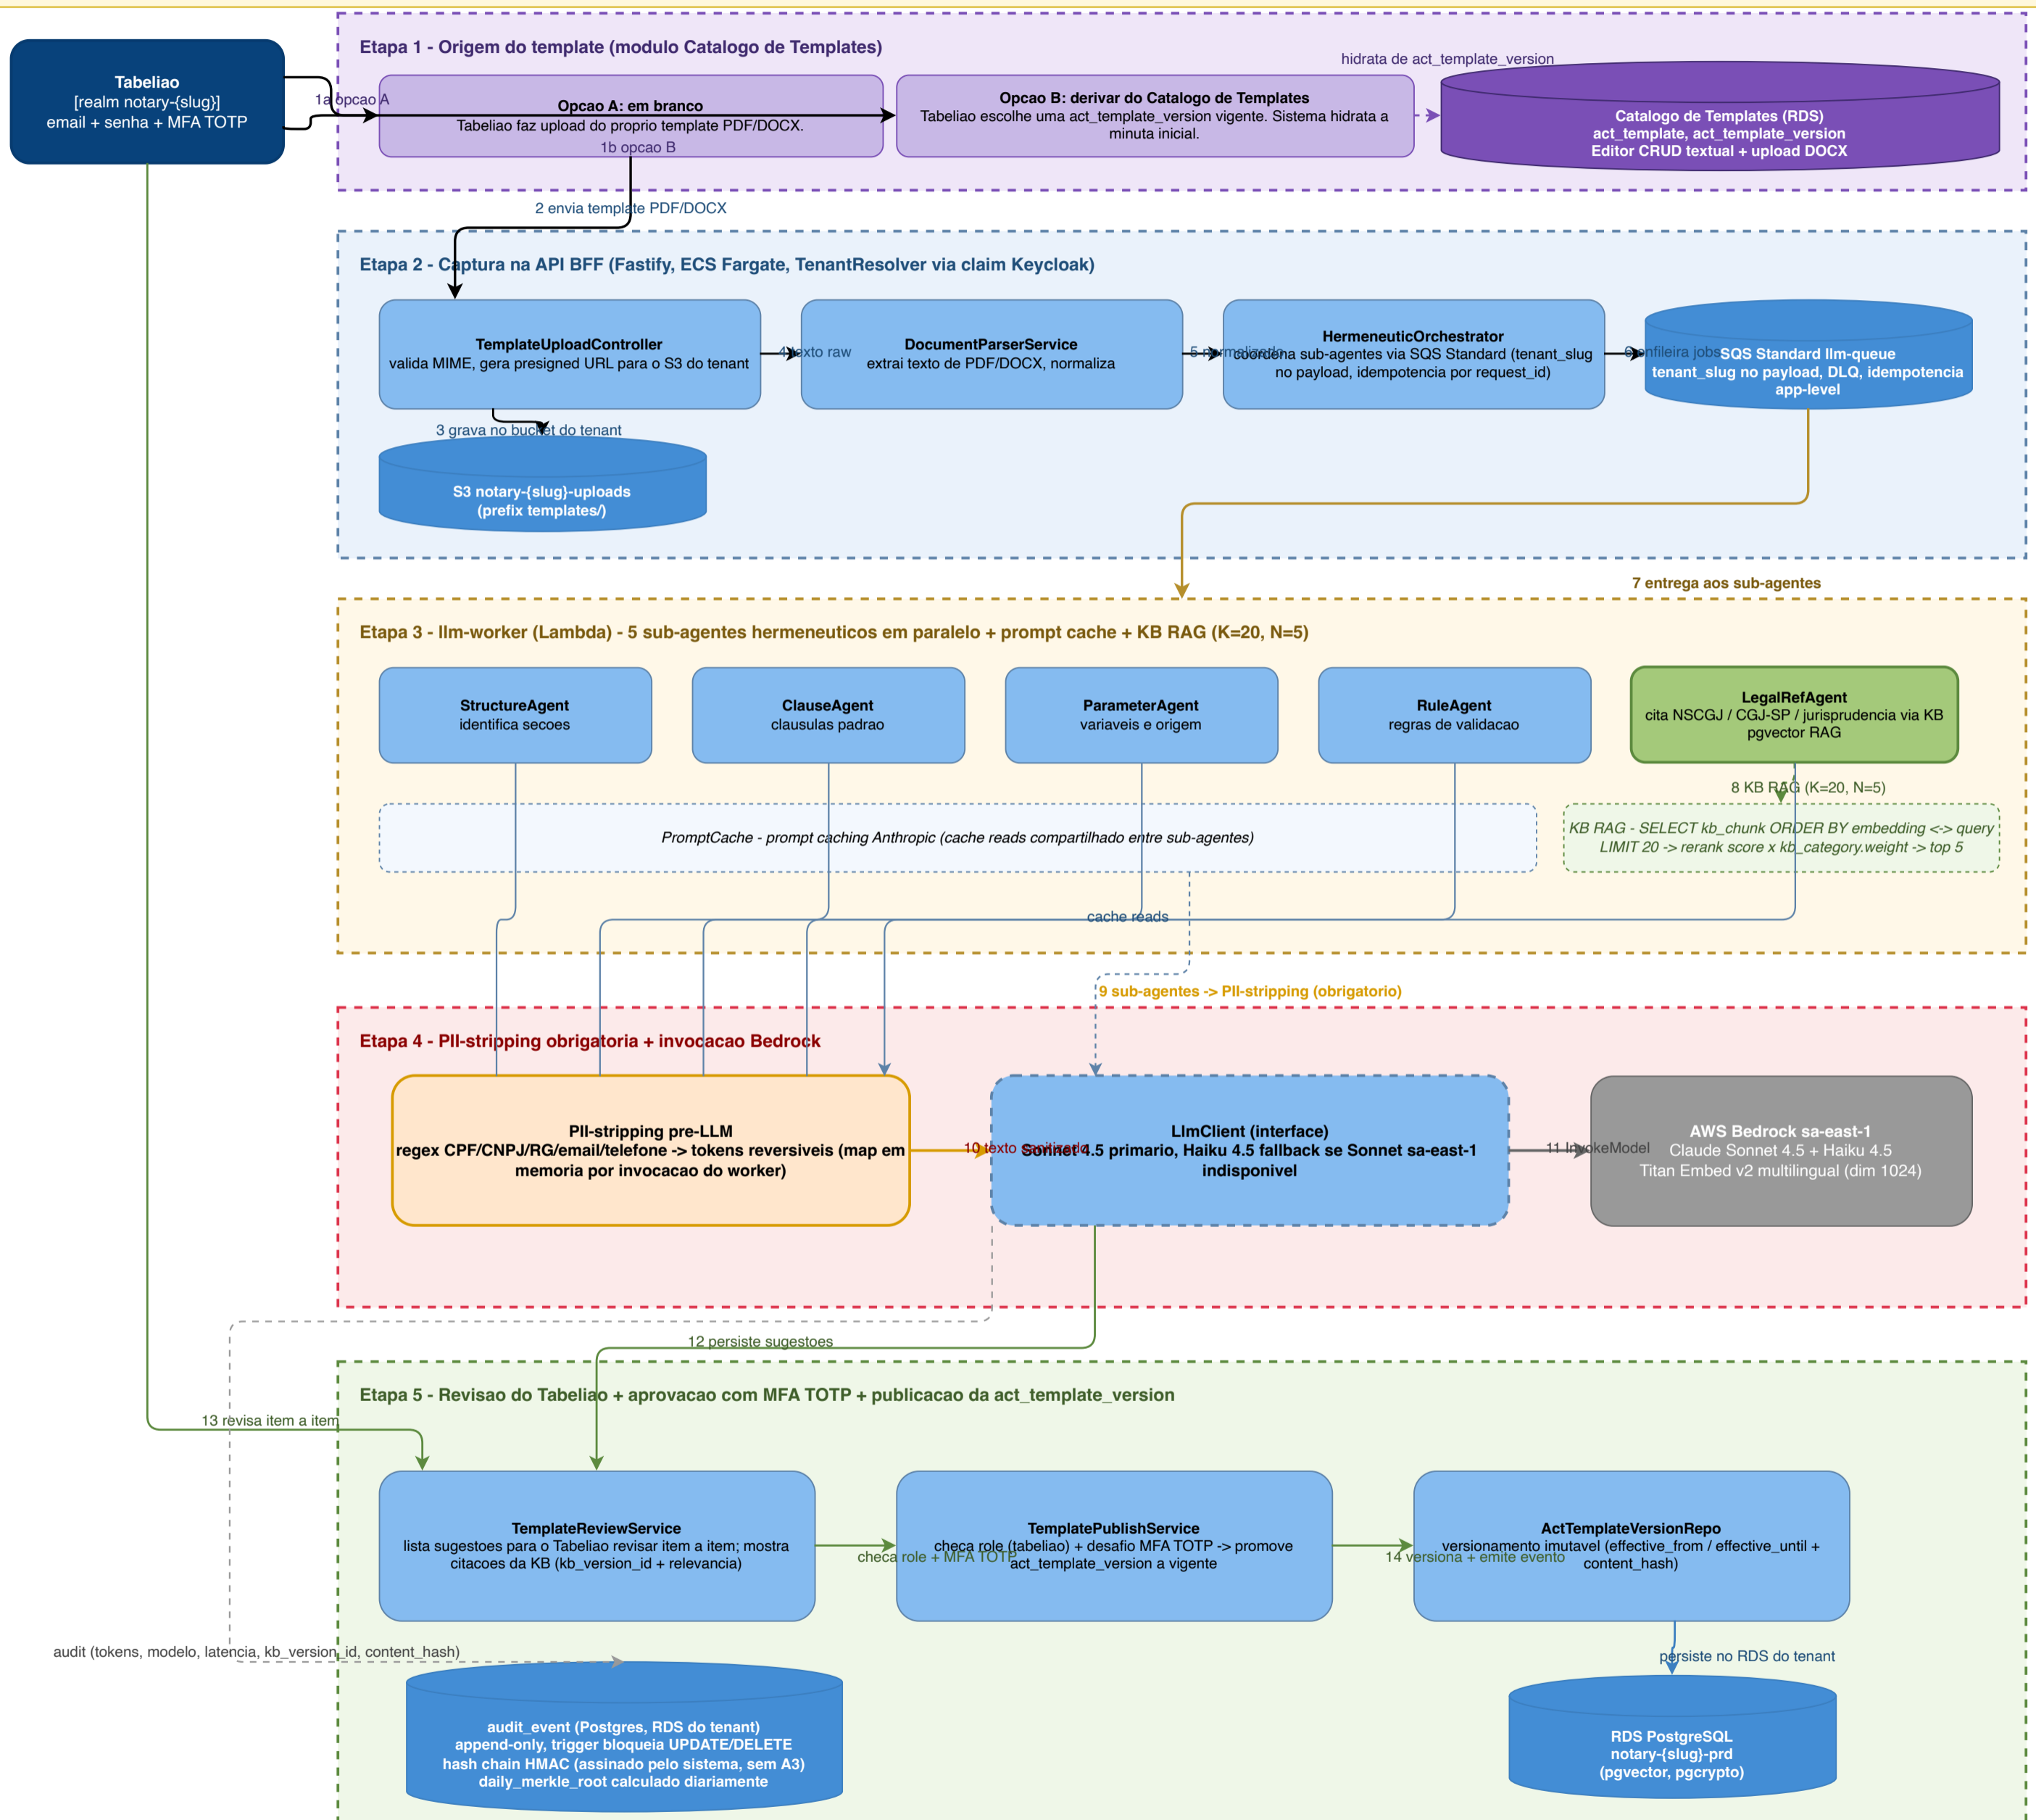 Tabeliao
[realm notary-{slug}]
email + senha + MFA TOTP
Etapa 1 - Origem do template (modulo Catalogo de Templates)
1a opcao A
Opcao A: em branco
Tabeliao faz upload do proprio template PDF/DOCX.
1b opcao B
Opcao B: derivar do Catalogo de Templates
Tabeliao escolhe uma act_template_version vigente. Sistema hidrata a
minuta inicial.
hidrata de act_template_version
Catalogo de Templates (RDS)
act_template, act_template_version
Editor CRUD textual + upload DOCX
2 envia template PDF/DOCX
Etapa 2 - Captura na API BFF (Fastify, ECS Fargate, TenantResolver via claim Keycloak)
TemplateUploadController
valida MIME, gera presigned URL para o S3 do tenant
4 texto raw
DocumentParserService
extrai texto de PDF/DOCX, normaliza
5 normalizado
HermeneuticOrchestrator
coordena sub-agentes via SQS Standard (tenant_slug
no payload, idempotencia por request_id)
6 enfileira jobs
SQS Standard llm-queue
tenant_slug no payload, DLQ, idempotencia
app-level
3 grava no bucket do tenant
S3 notary-{slug}-uploads
(prefix templates/)
7 entrega aos sub-agentes
Etapa 3 - llm-worker (Lambda) - 5 sub-agentes hermeneuticos em paralelo + prompt cache + KB RAG (K=20, N=5)
StructureAgent
identifica secoes
ClauseAgent
clausulas padrao
ParameterAgent
variaveis e origem
RuleAgent
regras de validacao
LegalRefAgent
cita NSCGJ / CGJ-SP / jurisprudencia via KB
pgvector RAG
8 KB RAG (K=20, N=5)
PromptCache - prompt caching Anthropic (cache reads compartilhado entre sub-agentes)
KB RAG - SELECT kb_chunk ORDER BY embedding <-> query
LIMIT 20 -> rerank score x kb_category.weight -> top 5
cache reads
9 sub-agentes -> PII-stripping (obrigatorio)
Etapa 4 - PII-stripping obrigatoria + invocacao Bedrock
PII-stripping pre-LLM
regex CPF/CNPJ/RG/email/telefone -> tokens reversiveis (map em
memoria por invocacao do worker)
10 texto sanitizado
LlmClient (interface)
Sonnet 4.5 primario, Haiku 4.5 fallback se Sonnet sa-east-1
indisponivel
11 InvokeModel
AWS Bedrock sa-east-1
Claude Sonnet 4.5 + Haiku 4.5
Titan Embed v2 multilingual (dim 1024)
12 persiste sugestoes
Etapa 5 - Revisao do Tabeliao + aprovacao com MFA TOTP + publicacao da act_template_version
13 revisa item a item
TemplateReviewService
lista sugestoes para o Tabeliao revisar item a item; mostra
citacoes da KB (kb_version_id + relevancia)
checa role + MFA TOTP
TemplatePublishService
checa role (tabeliao) + desafio MFA TOTP -> promove
act_template_version a vigente
14 versiona + emite evento
ActTemplateVersionRepo
versionamento imutavel (effective_from / effective_until +
content_hash)
audit (tokens, modelo, latencia, kb_version_id, content_hash)
persiste no RDS do tenant
audit_event (Postgres, RDS do tenant)
append-only, trigger bloqueia UPDATE/DELETE
hash chain HMAC (assinado pelo sistema, sem A3)
daily_merkle_root calculado diariamente
RDS PostgreSQL
notary-{slug}-prd
(pgvector, pgcrypto)